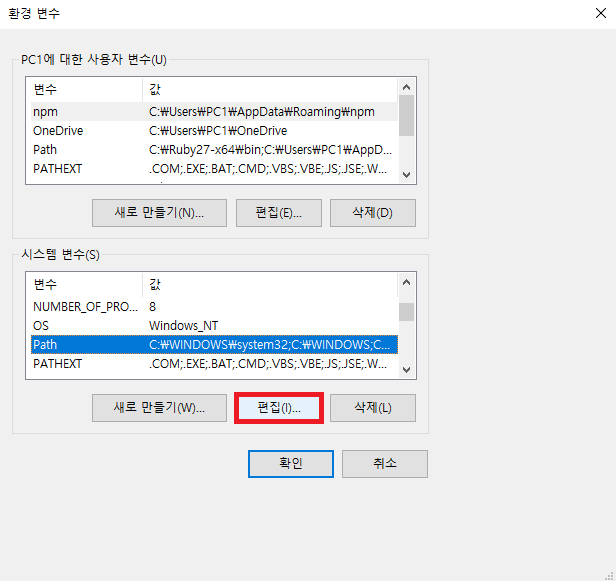 환경 변수
PC1에 대한 사용자 변수(U)
변수 값
npm C:₩Users₩PC1₩AppData₩Roaming₩npm
OneDrive C:₩Users₩PC1₩OneDrive
Path C:₩Ruby27-x64₩bin;C:₩Users₩PC1₩AppD...
PATHEXT .COM;.EXE;.BAT;.CMD;.VBS;.VBE;.JS;.JSE;.W...
새로 만들기(N)... 편집(E)... 삭제(D)
시스템 변수(S)
변수 값
NUMBER_OF_PRO... 8
OS Windows_NT
Path C:₩WINDOWS₩system32;C:₩WINDOWS;C...
PATHEXT .COM;.EXE;.BAT;.CMD;.VBS;.VBE;.JS;.JSE;.W...
새로 만들기(W)... 편집(I)... 삭제(L)
확인 취소